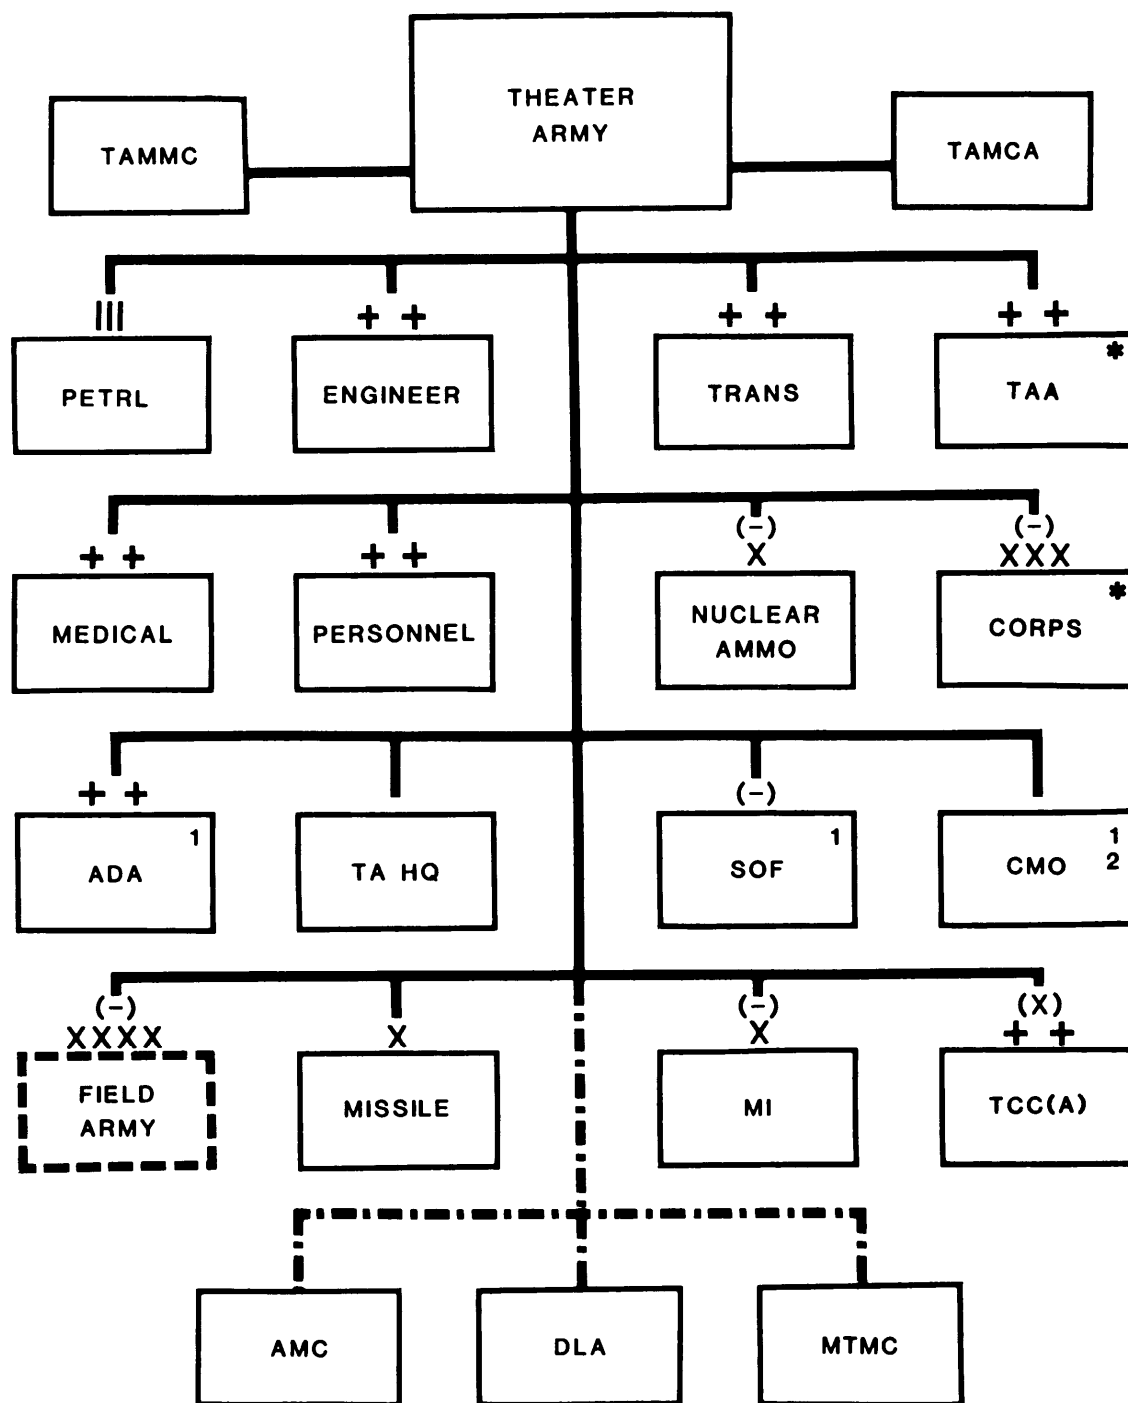 THEATER
ARMY
TAMMC
TAMCA
III
+ +
+ +
+ +
PETRL
ENGINEER
TRANS
*
TAA
(-)
(-)
+ +
+ +
X
XXX
MEDICAL
PERSONNEL
NUCLEAR
AMMO
*
CORPS
+ +
(-)
1
ADA
TA HQ
1
SOF
1
2
CMO
(-)
(-)
(X)
XXXX
X
X
+ +
FIELD
ARMY
MISSILE
MI
TCC(A)
AMC
DLA
MTMC